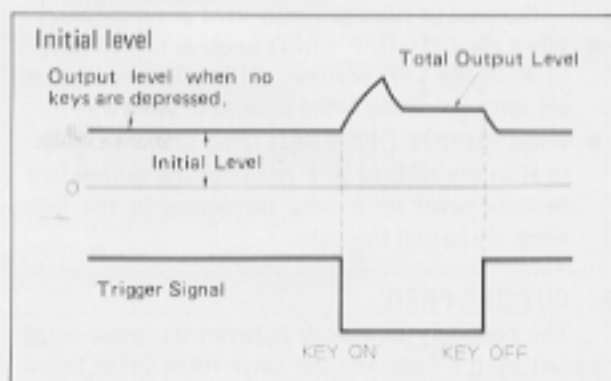 Initial level
Output level when no
keys are depressed.
Total Output Level
IL
Initial Level
0
Trigger Signal
KEY ON
KEY OFF